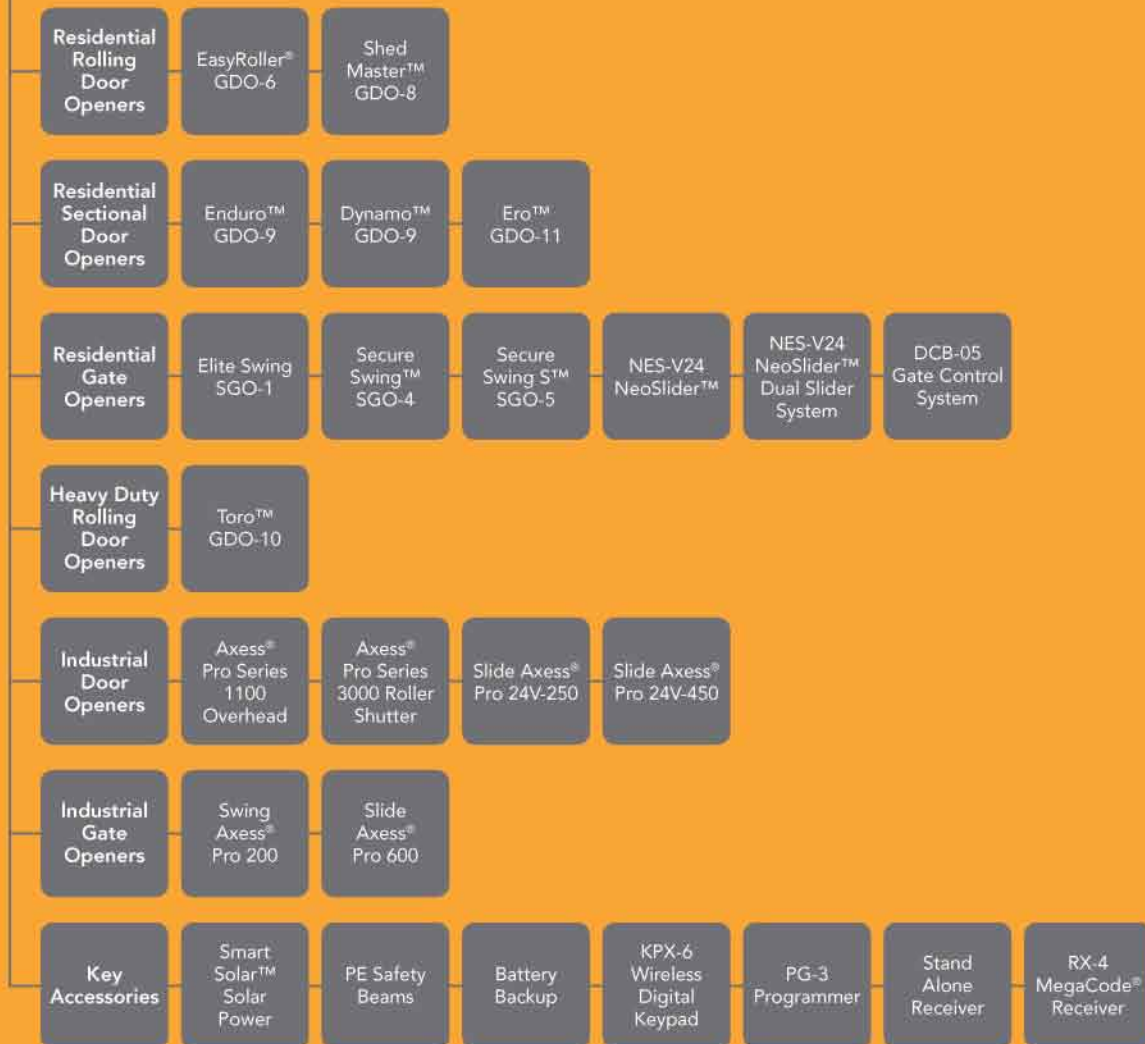 Residential
Rolling
Door
Openers
EasyRoller®
GDO-6
Shed
Master™
GDO-8
Residential
Sectional
Door
Openers
Enduro™
GDO-9
Dynamo™
GDO-9
Ero™
GDO-11
Residential
Gate
Openers
Elite Swing
SGO-1
Secure
Swing™
SGO-4
Secure
Swing S™
SGO-5
NES-V24
NeoSlider™
NES-V24
NeoSlider™
Dual Slider
System
DCB-05
Gate Control
System
Heavy Duty
Rolling
Door
Openers
Toro™
GDO-10
Industrial
Door
Openers
Axess®
Pro Series
1100
Overhead
Axess®
Pro Series
3000 Roller
Shutter
Slide Axess®
Pro 24V-250
Slide Axess®
Pro 24V-450
Industrial
Gate
Openers
Swing
Axess®
Pro 200
Slide
Axess®
Pro 600
Key
Accessories
Smart
Solar™
Solar
Power
PE Safety
Beams
Battery
Backup
KPX-6
Wireless
Digital
Keypad
PG-3
Programmer
Stand
Alone
Receiver
RX-4
MegaCode®
Receiver